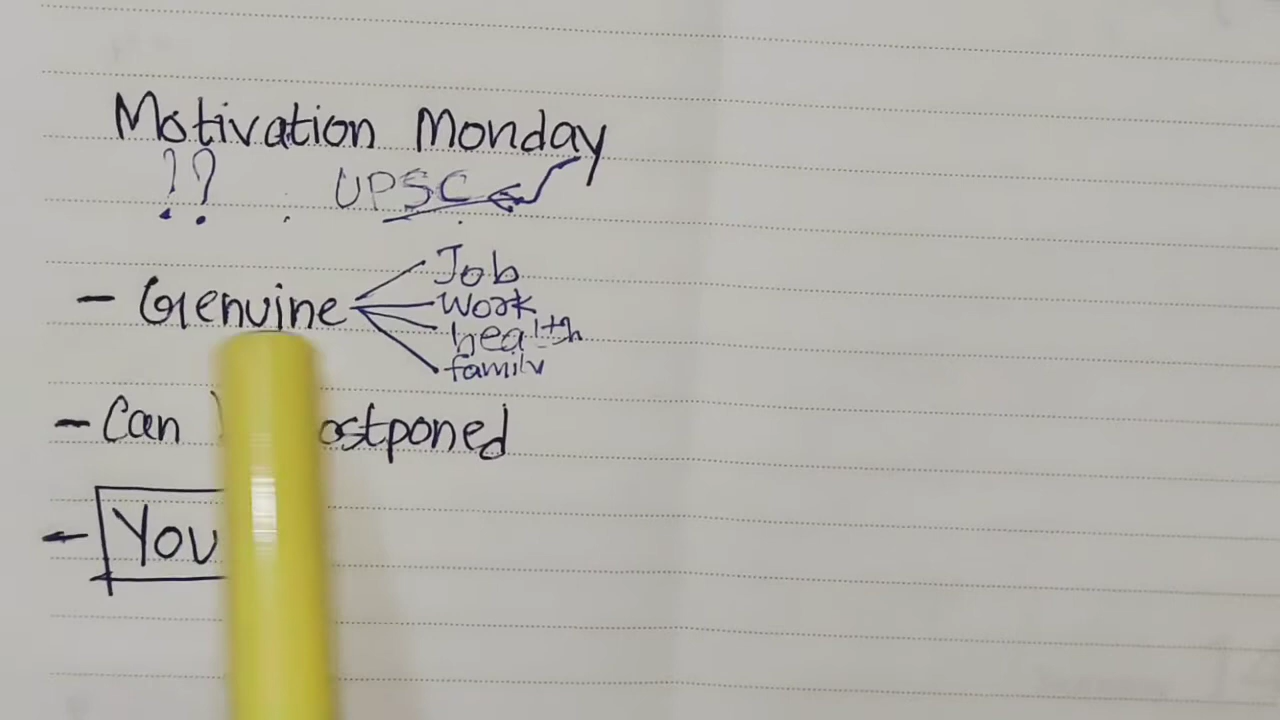 Motivation Monday
?? UPSC
- Genuine
Job
Work
health
family
- Can ostponed
- You